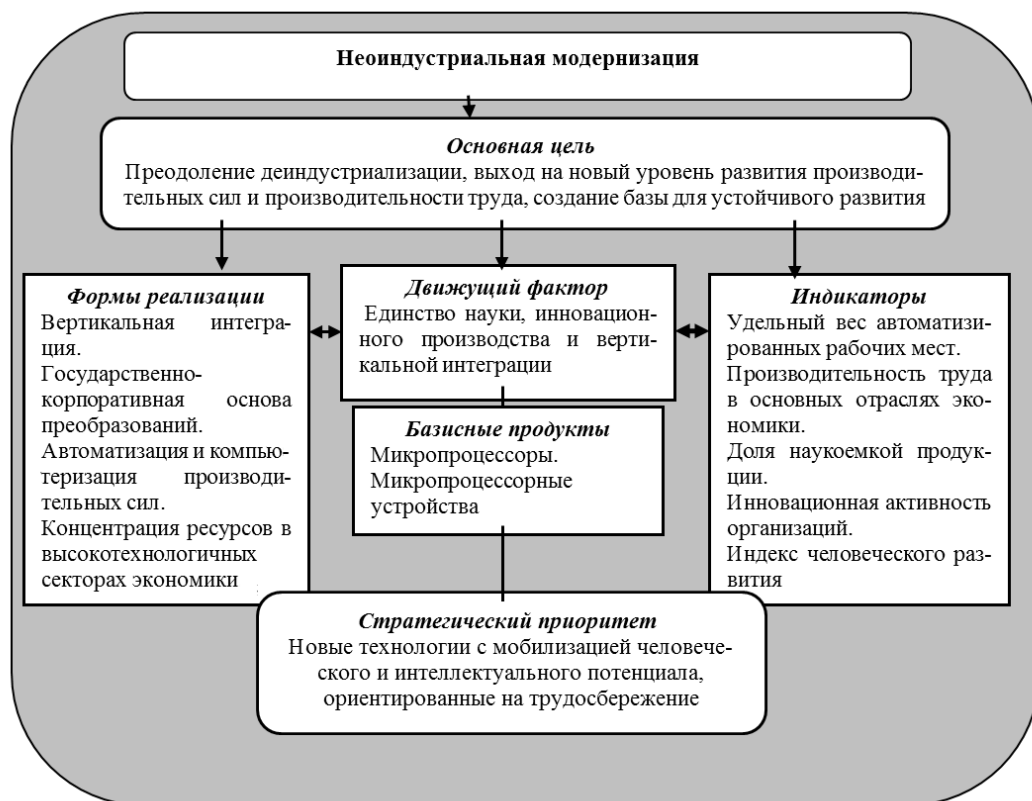 Неоиндустриальная модернизация
Основная цель
Преодоление деиндустриализации, выход на новый уровень развития производи-
тельных сил и производительности труда, создание базы для устойчивого развития
Формы реализации
Вертикальная интегра-
ция.
Государственно-
корпоративная основа
преобразований.
Автоматизация и компью-
теризация производи-
тельных сил.
Концентрация ресурсов в
высокотехнологичных
секторах экономики
Движущий фактор
Единство науки, инновацион-
ного производства и верти-
кальной интеграции
Базисные продукты
Микропроцессоры.
Микропроцессорные
устройства
Индикаторы
Удельный вес автоматизи-
рованных рабочих мест.
Производительность труда
в основных отраслях эко-
номики.
Доля наукоемкой продук-
ции.
Инновационная активность
организаций.
Индекс человеческого раз-
вития
Стратегический приоритет
Новые технологии с мобилизацией человече-
ского и интеллектуального потенциала,
ориентированные на трудосбережение